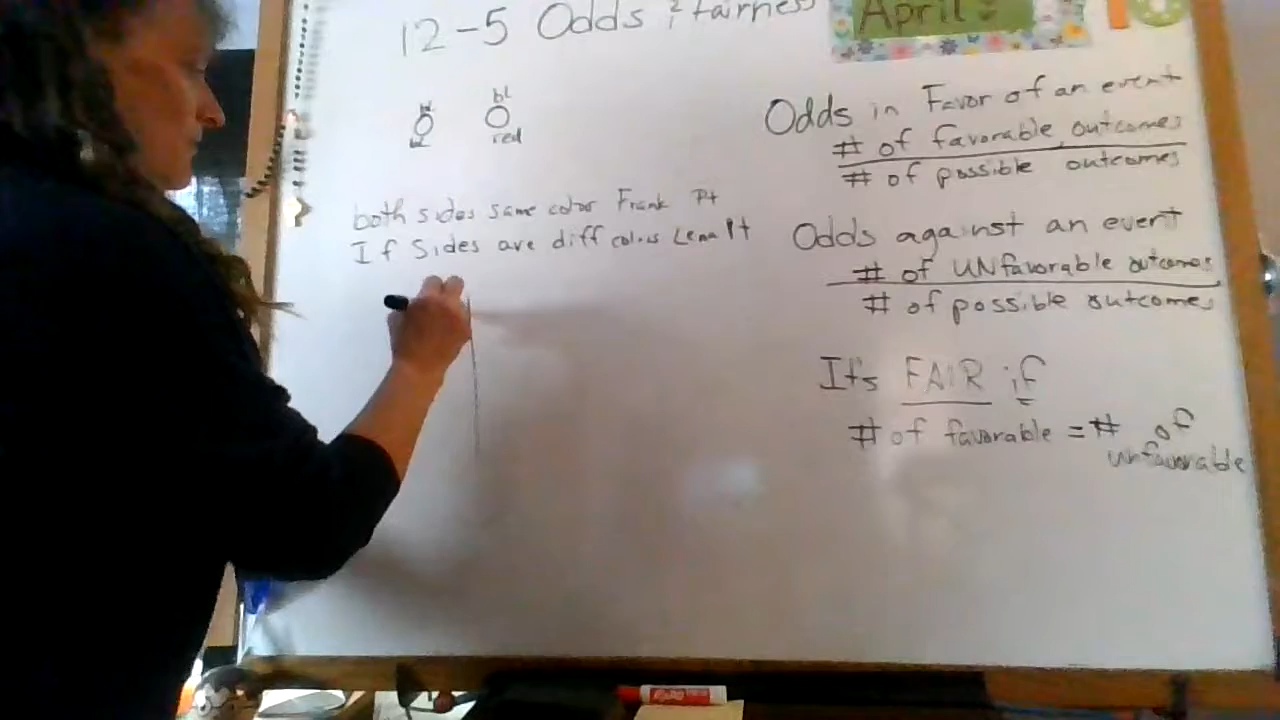 12-5 Odds & fairness
April
w
w
bl
red
both sides same color Frank Pt
If Sides are diff colors Lena 1t
Odds in Favor of an event
# of favorable outcomes
# of possible outcomes
Odds against an event
# of UNfavorable outcomes
# of possible outcomes
It's FAIR if
# of favorable = # of
unfavorable
EXPO